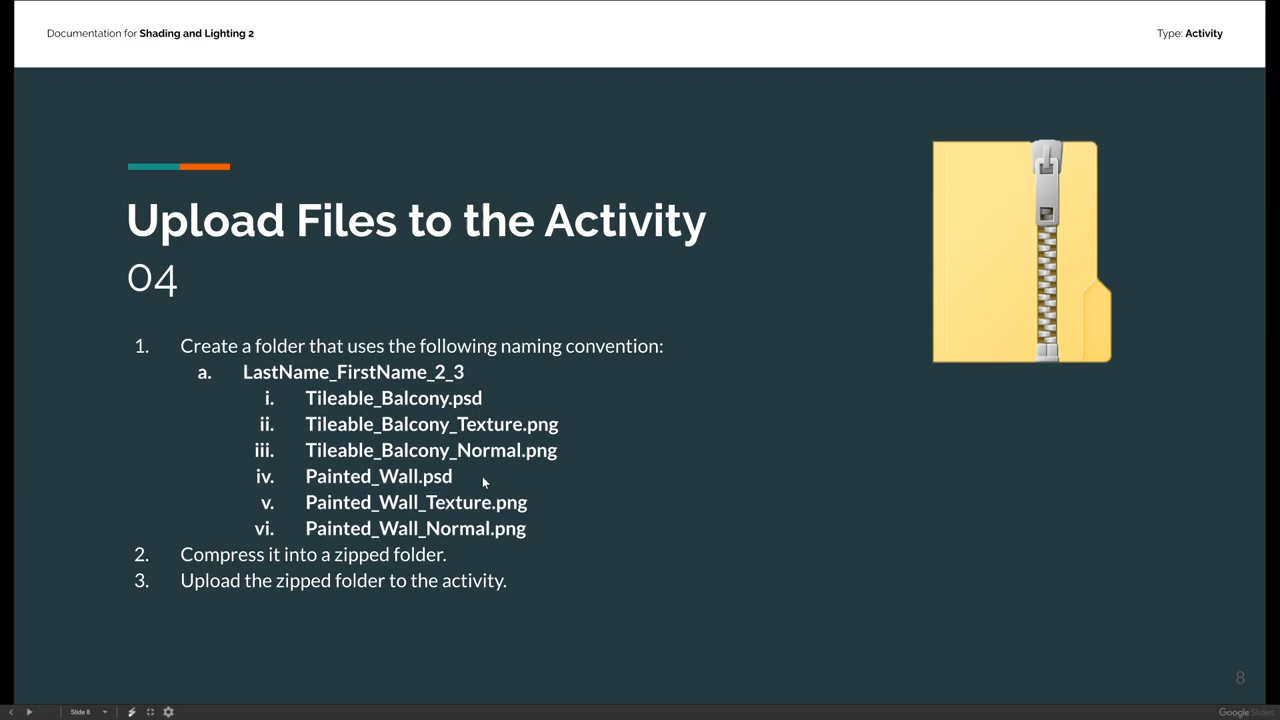 Documentation for Shading and Lighting 2
Type: Activity
Upload Files to the Activity
04
1. Create a folder that uses the following naming convention:
a. LastName_FirstName_2_3
i. Tileable_Balcony.psd
ii. Tileable_Balcony_Texture.png
iii. Tileable_Balcony_Normal.png
iv. Painted_Wall.psd
v. Painted_Wall_Texture.png
vi. Painted_Wall_Normal.png
2. Compress it into a zipped folder.
3. Upload the zipped folder to the activity.
8
Slide 8
Google Slides